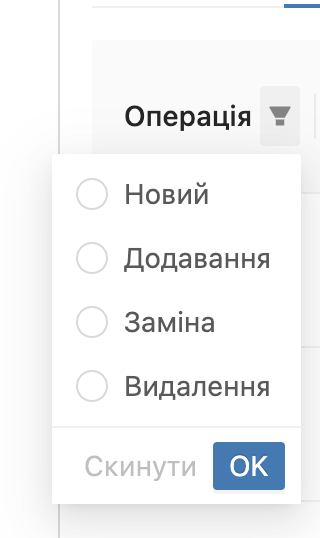 Операція
Новий
Додавання
Заміна
Видалення
Скинути OK